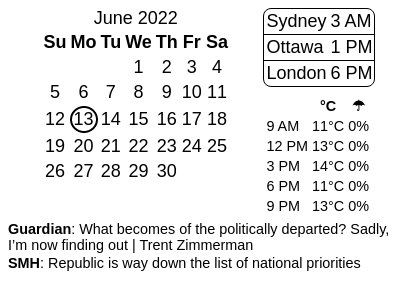 June 2022
Su Mo Tu We Th Fr Sa
1 2 3 4
5 6 7 8 9 10 11
12 13 14 15 16 17 18
19 20 21 22 23 24 25
26 27 28 29 30
Sydney 3 AM
Ottawa 1 PM
London 6 PM
°C ☂
9 AM 11°C 0%
12 PM 13°C 0%
3 PM 14°C 0%
6 PM 11°C 0%
9 PM 13°C 0%
Guardian: What becomes of the politically departed? Sadly,
I’m now finding out | Trent Zimmerman
SMH: Republic is way down the list of national priorities